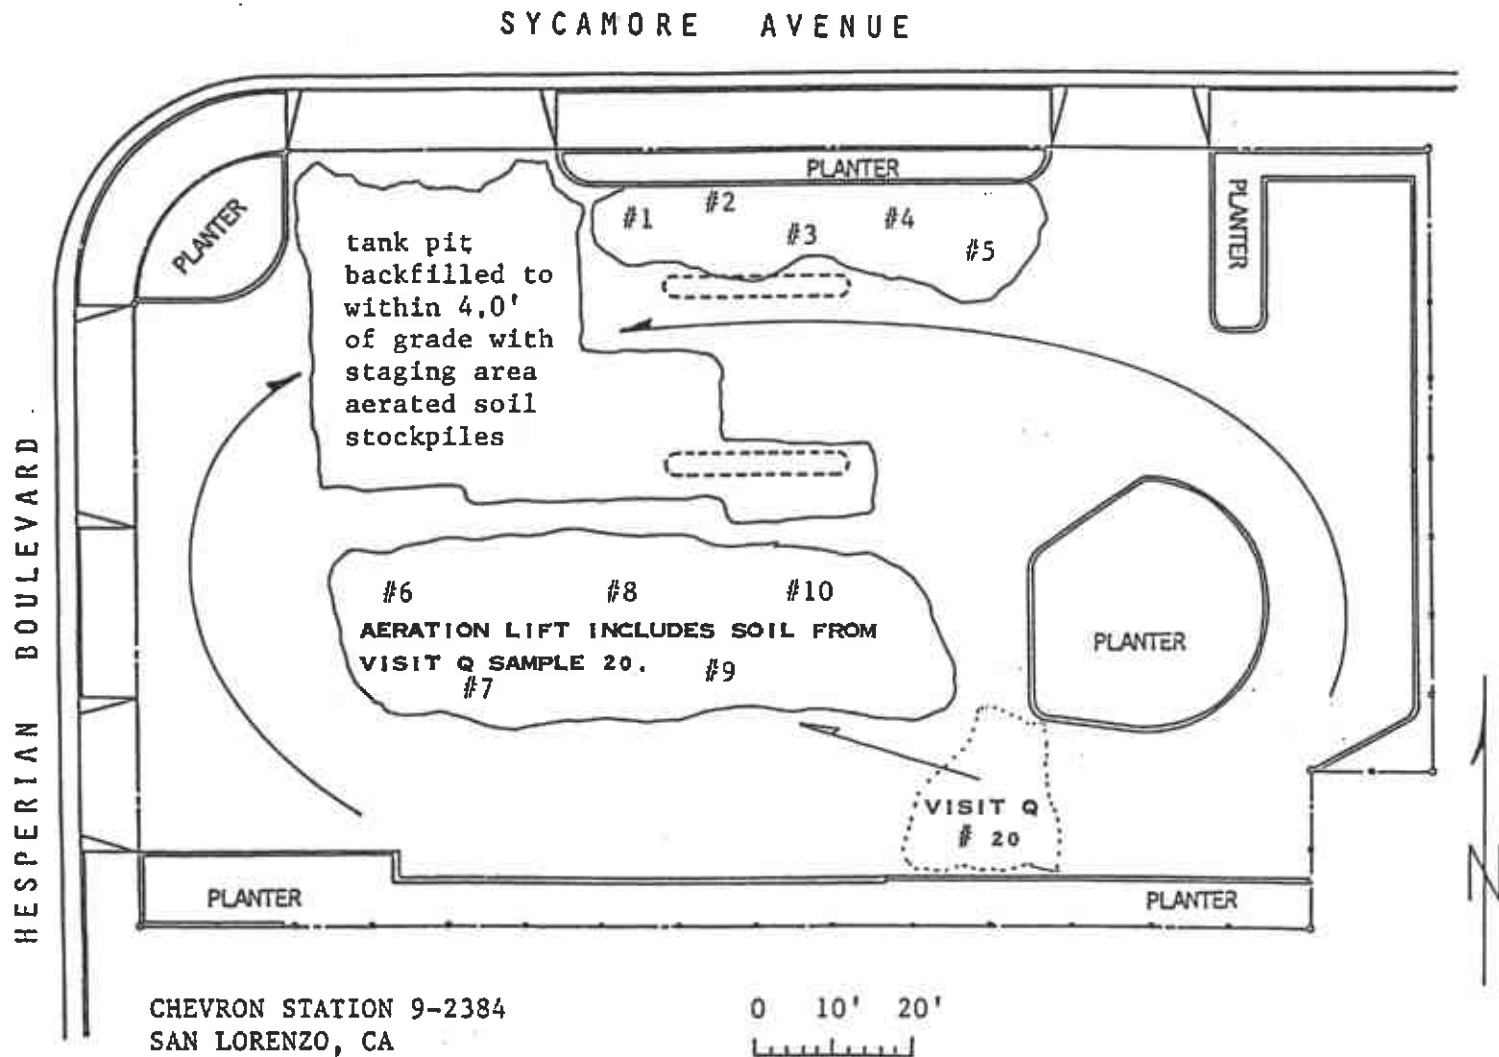 SYCAMORE AVENUE
PLANTER
PLANTER
PLANTER
#1
#2
#3
#4
#5
tank pit
backfilled to
within 4.0'
of grade with
staging area
aerated soil
stockpiles
HESPERIAN BOULEVARD
#6
#8
#10
AERATION LIFT INCLUDES SOIL FROM
VISIT Q SAMPLE 20.
#9
#7
PLANTER
VISIT Q
# 20
PLANTER
PLANTER
N
CHEVRON STATION 9-2384
SAN LORENZO, CA
0 10' 20'